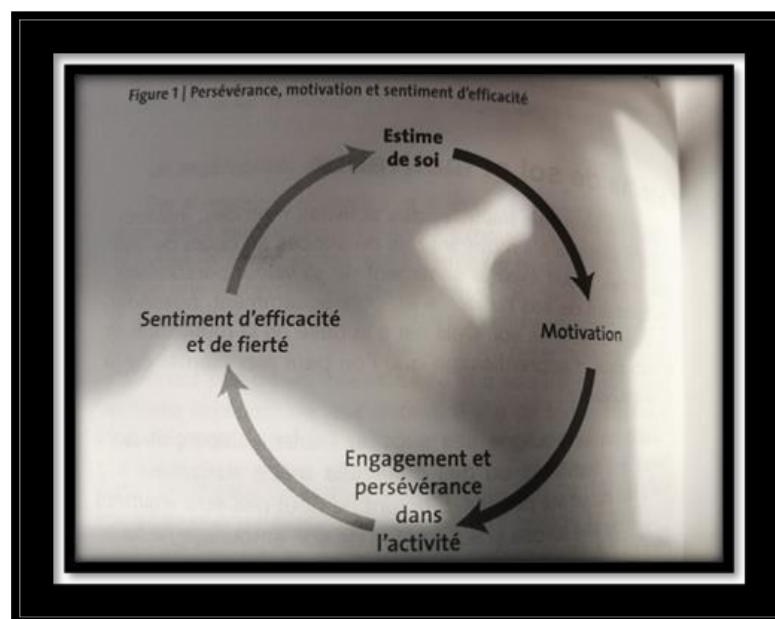 Figure 1 | Persévérance, motivation et sentiment d'efficacité
Estime
de soi
Motivation
Engagement et
persévérance
dans
l'activité
Sentiment d'efficacité
et de fierté